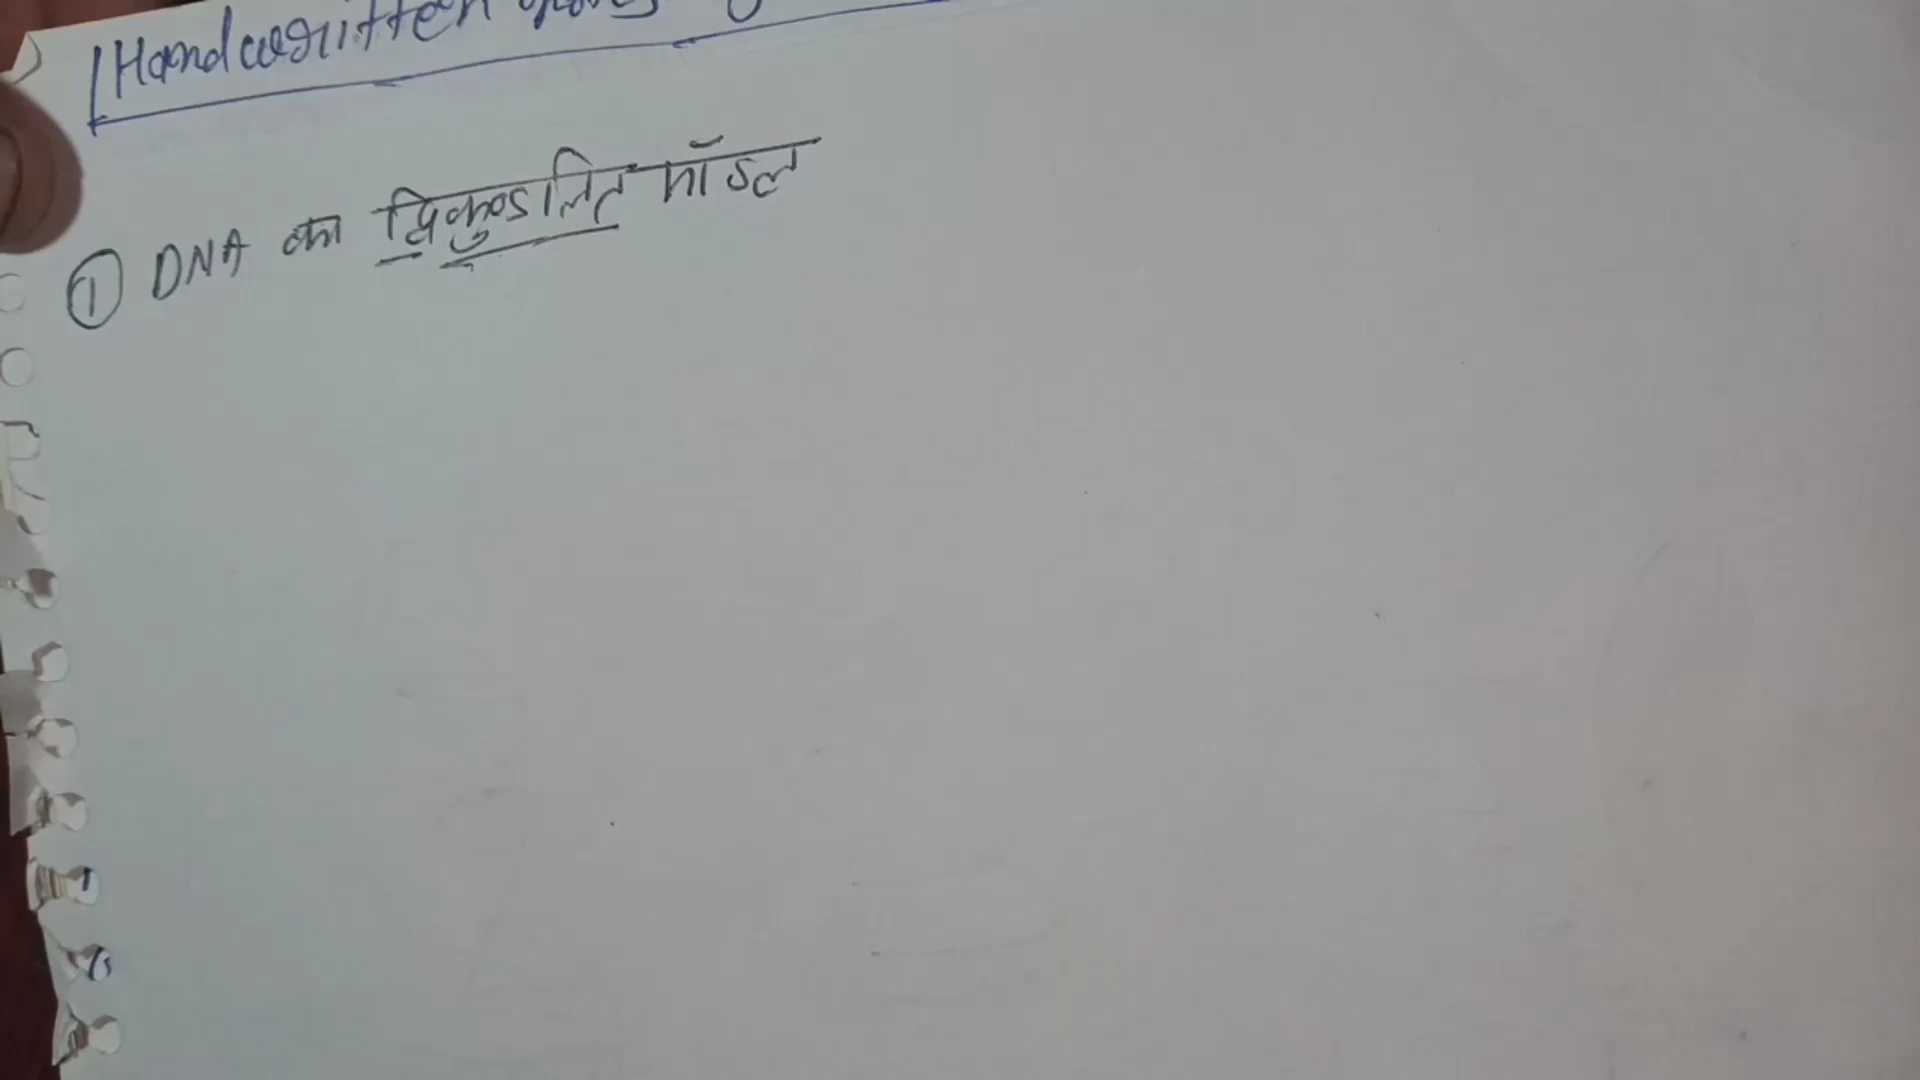 Handwritten
① DNA का द्विकुण्डलित मॉडल